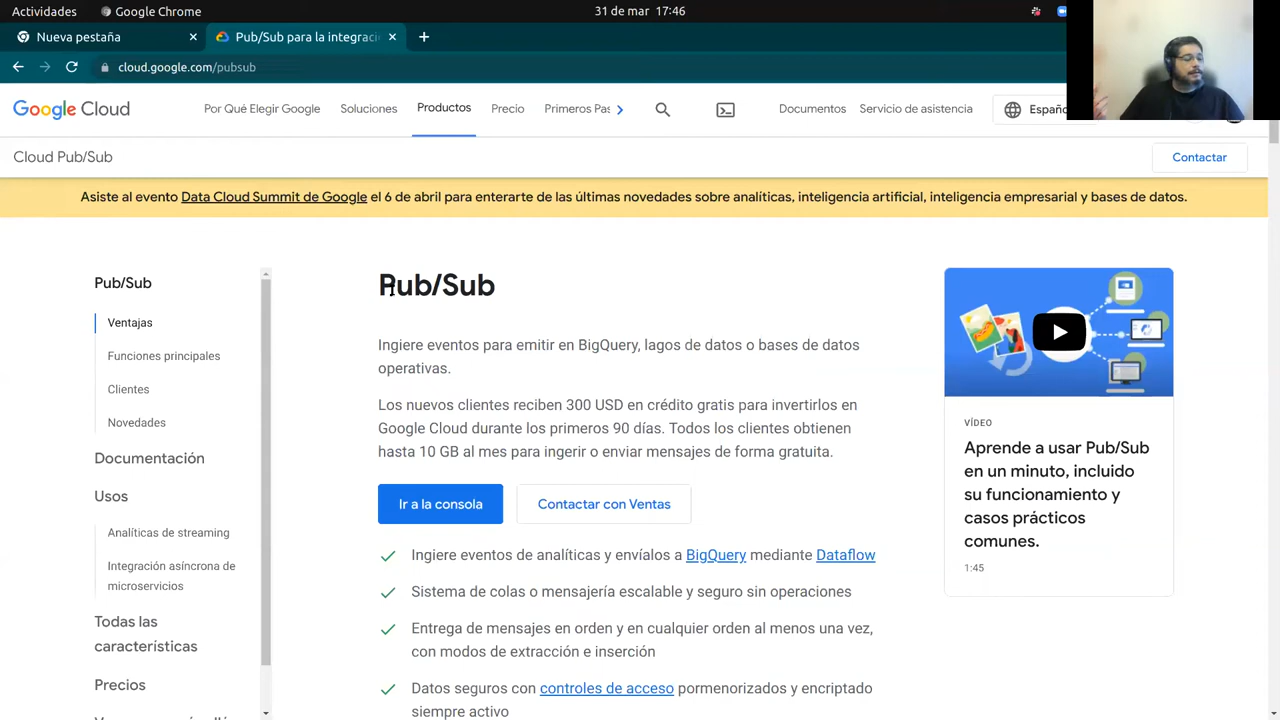 Actividades
Google Chrome
31 de mar 17:46
Nueva pestaña
Pub/Sub para la integraci
cloud.google.com/pubsub
Google Cloud
Por Qué Elegir Google
Soluciones
Productos
Precio
Primeros Pas
Documentos
Servicio de asistencia
Españo
Cloud Pub/Sub
Contactar
Asiste al evento Data Cloud Summit de Google el 6 de abril para enterarte de las últimas novedades sobre analíticas, inteligencia artificial, inteligencia empresarial y bases de datos.
Pub/Sub
Ventajas
Funciones principales
Clientes
Novedades
Documentación
Usos
Analíticas de streaming
Integración asíncrona de
microservicios
Todas las
características
Precios
Pub/Sub
Ingiere eventos para emitir en BigQuery, lagos de datos o bases de datos
operativas.
Los nuevos clientes reciben 300 USD en crédito gratis para invertirlos en
Google Cloud durante los primeros 90 días. Todos los clientes obtienen
hasta 10 GB al mes para ingerir o enviar mensajes de forma gratuita.
Ir a la consola
Contactar con Ventas
Ingiere eventos de analíticas y envíalos a BigQuery mediante Dataflow
Sistema de colas o mensajería escalable y seguro sin operaciones
Entrega de mensajes en orden y en cualquier orden al menos una vez,
con modos de extracción e inserción
Datos seguros con controles de acceso pormenorizados y encriptado
siempre activo
VÍDEO
Aprende a usar Pub/Sub
en un minuto, incluido
su funcionamiento y
casos prácticos
comunes.
1:45